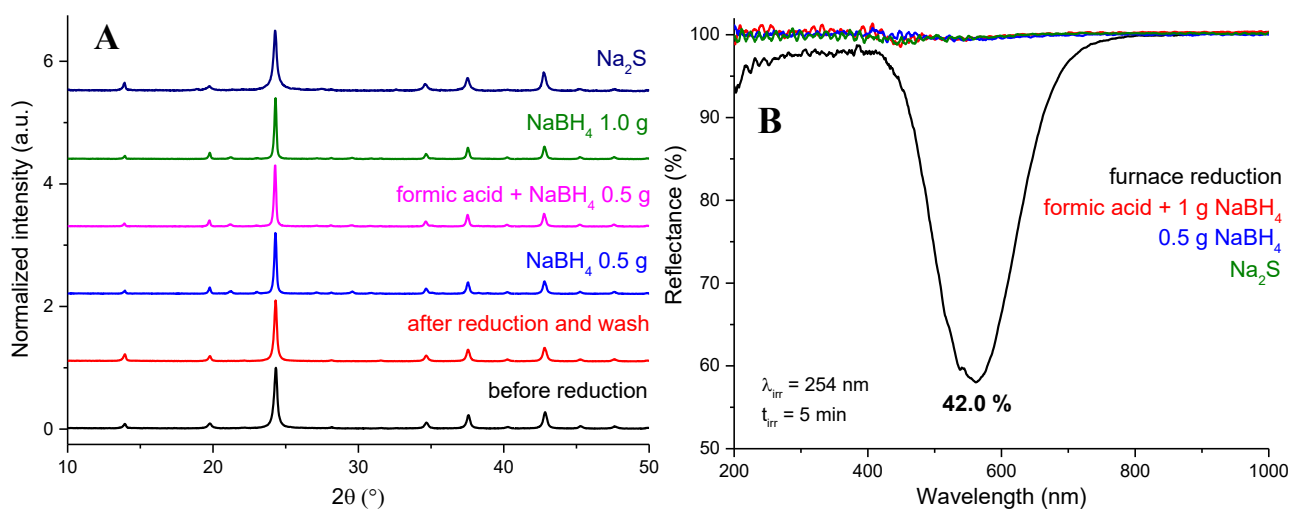 A
Normalized intensity (a.u.)
6
4
2
0
Na₂S
NaBH₄ 1.0 g
formic acid + NaBH₄ 0.5 g
NaBH₄ 0.5 g
after reduction and wash
before reduction
10 20 30 40 50
2θ (°)
B
Reflectance (%)
100
90
80
70
60
50
furnace reduction
formic acid + 1 g NaBH₄
0.5 g NaBH₄
Na₂S
λirr = 254 nm
tirr = 5 min
42.0 %
200 400 600 800 1000
Wavelength (nm)